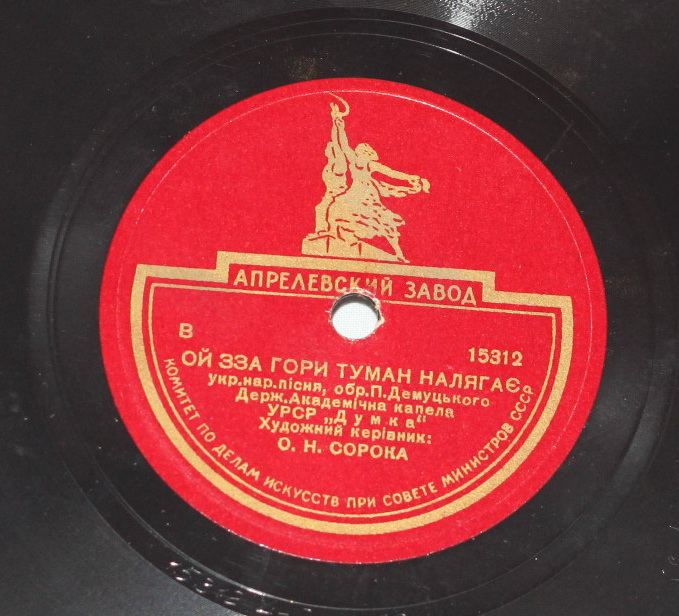 АПРЕЛЕВСКИЙ ЗАВОД
В 15312
ОЙ ЗЗА ГОРИ ТУМАН НАЛЯГАЄ
укр.нар.пісня, обр.П.Демуцького
Держ.Академічна капела
УРСР „Думка“
Художний керівник:
О. Н. СОРОКА
КОМИТЕТ ПО ДЕЛАМ ИСКУССТВ ПРИ СОВЕТЕ МИНИСТРОВ СССР